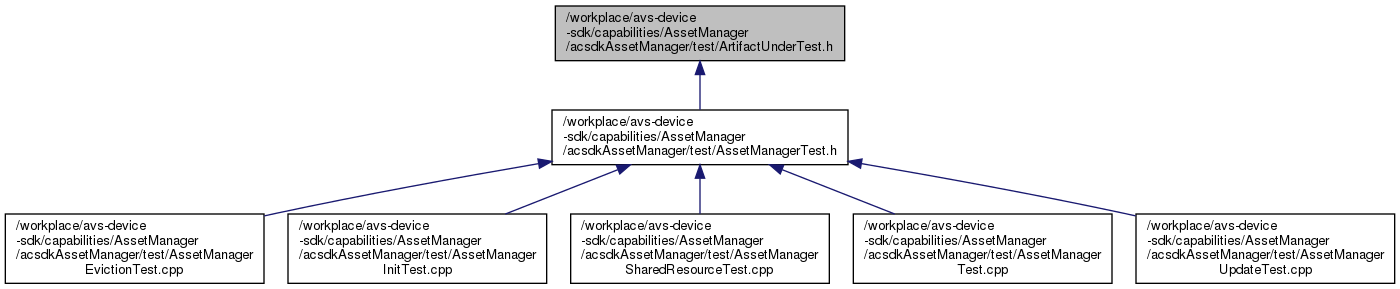 /workplace/avs-device
-sdk/capabilities/AssetManager
/acsdkAssetManager/test/ArtifactUnderTest.h
/workplace/avs-device
-sdk/capabilities/AssetManager
/acsdkAssetManager/test/AssetManagerTest.h
/workplace/avs-device
-sdk/capabilities/AssetManager
/acsdkAssetManager/test/AssetManager
EvictionTest.cpp
/workplace/avs-device
-sdk/capabilities/AssetManager
/acsdkAssetManager/test/AssetManager
InitTest.cpp
/workplace/avs-device
-sdk/capabilities/AssetManager
/acsdkAssetManager/test/AssetManager
SharedResourceTest.cpp
/workplace/avs-device
-sdk/capabilities/AssetManager
/acsdkAssetManager/test/AssetManager
Test.cpp
/workplace/avs-device
-sdk/capabilities/AssetManager
/acsdkAssetManager/test/AssetManager
UpdateTest.cpp